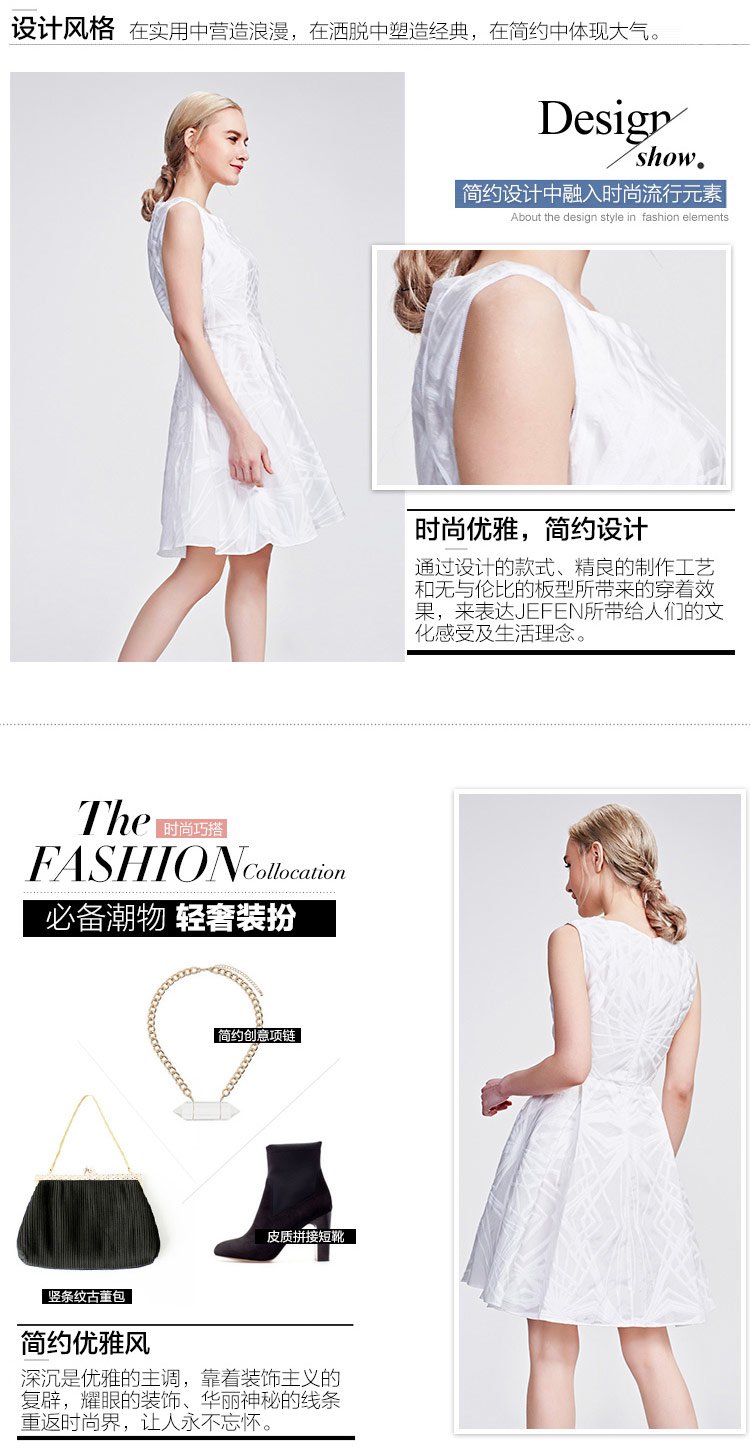 设计风格 在实用中营造浪漫，在洒脱中塑造经典，在简约中体现大气。
Design
show.
简约设计中融入时尚流行元素
About the design style in fashion elements
时尚优雅，简约设计
通过设计的款式、精良的制作工艺
和无与伦比的板型所带来的穿着效
果，来表达JEFEN所带给人们的文
化感受及生活理念。
The 时尚巧搭
FASHION Collocation
必备潮物 轻奢装扮
简约创意项链
皮质拼接短靴
竖条纹古董包
简约优雅风
深沉是优雅的主调，靠着装饰主义的
复辟，耀眼的装饰、华丽神秘的线条
重返时尚界，让人永不忘怀。